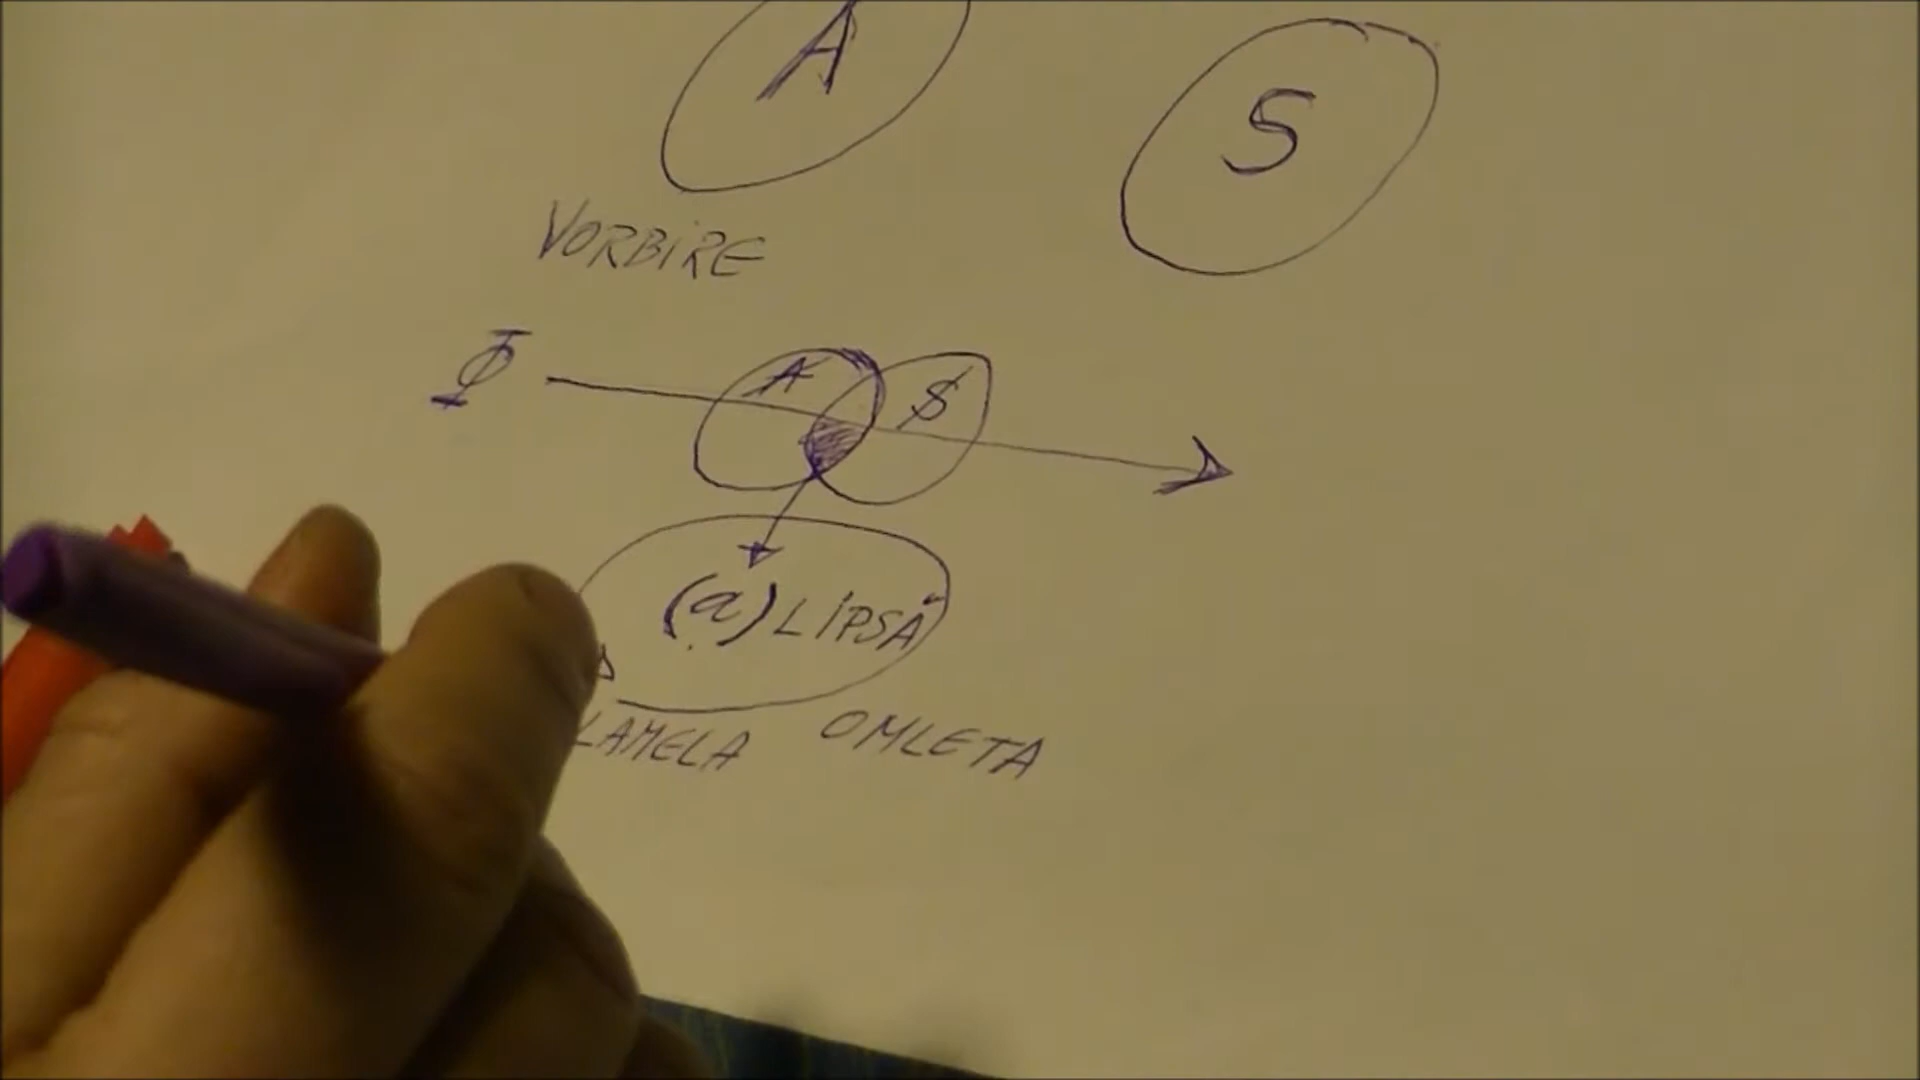 A
S
VORBIRE
Φ A $
(a) LIPSĂ
LAMELA OMLETA